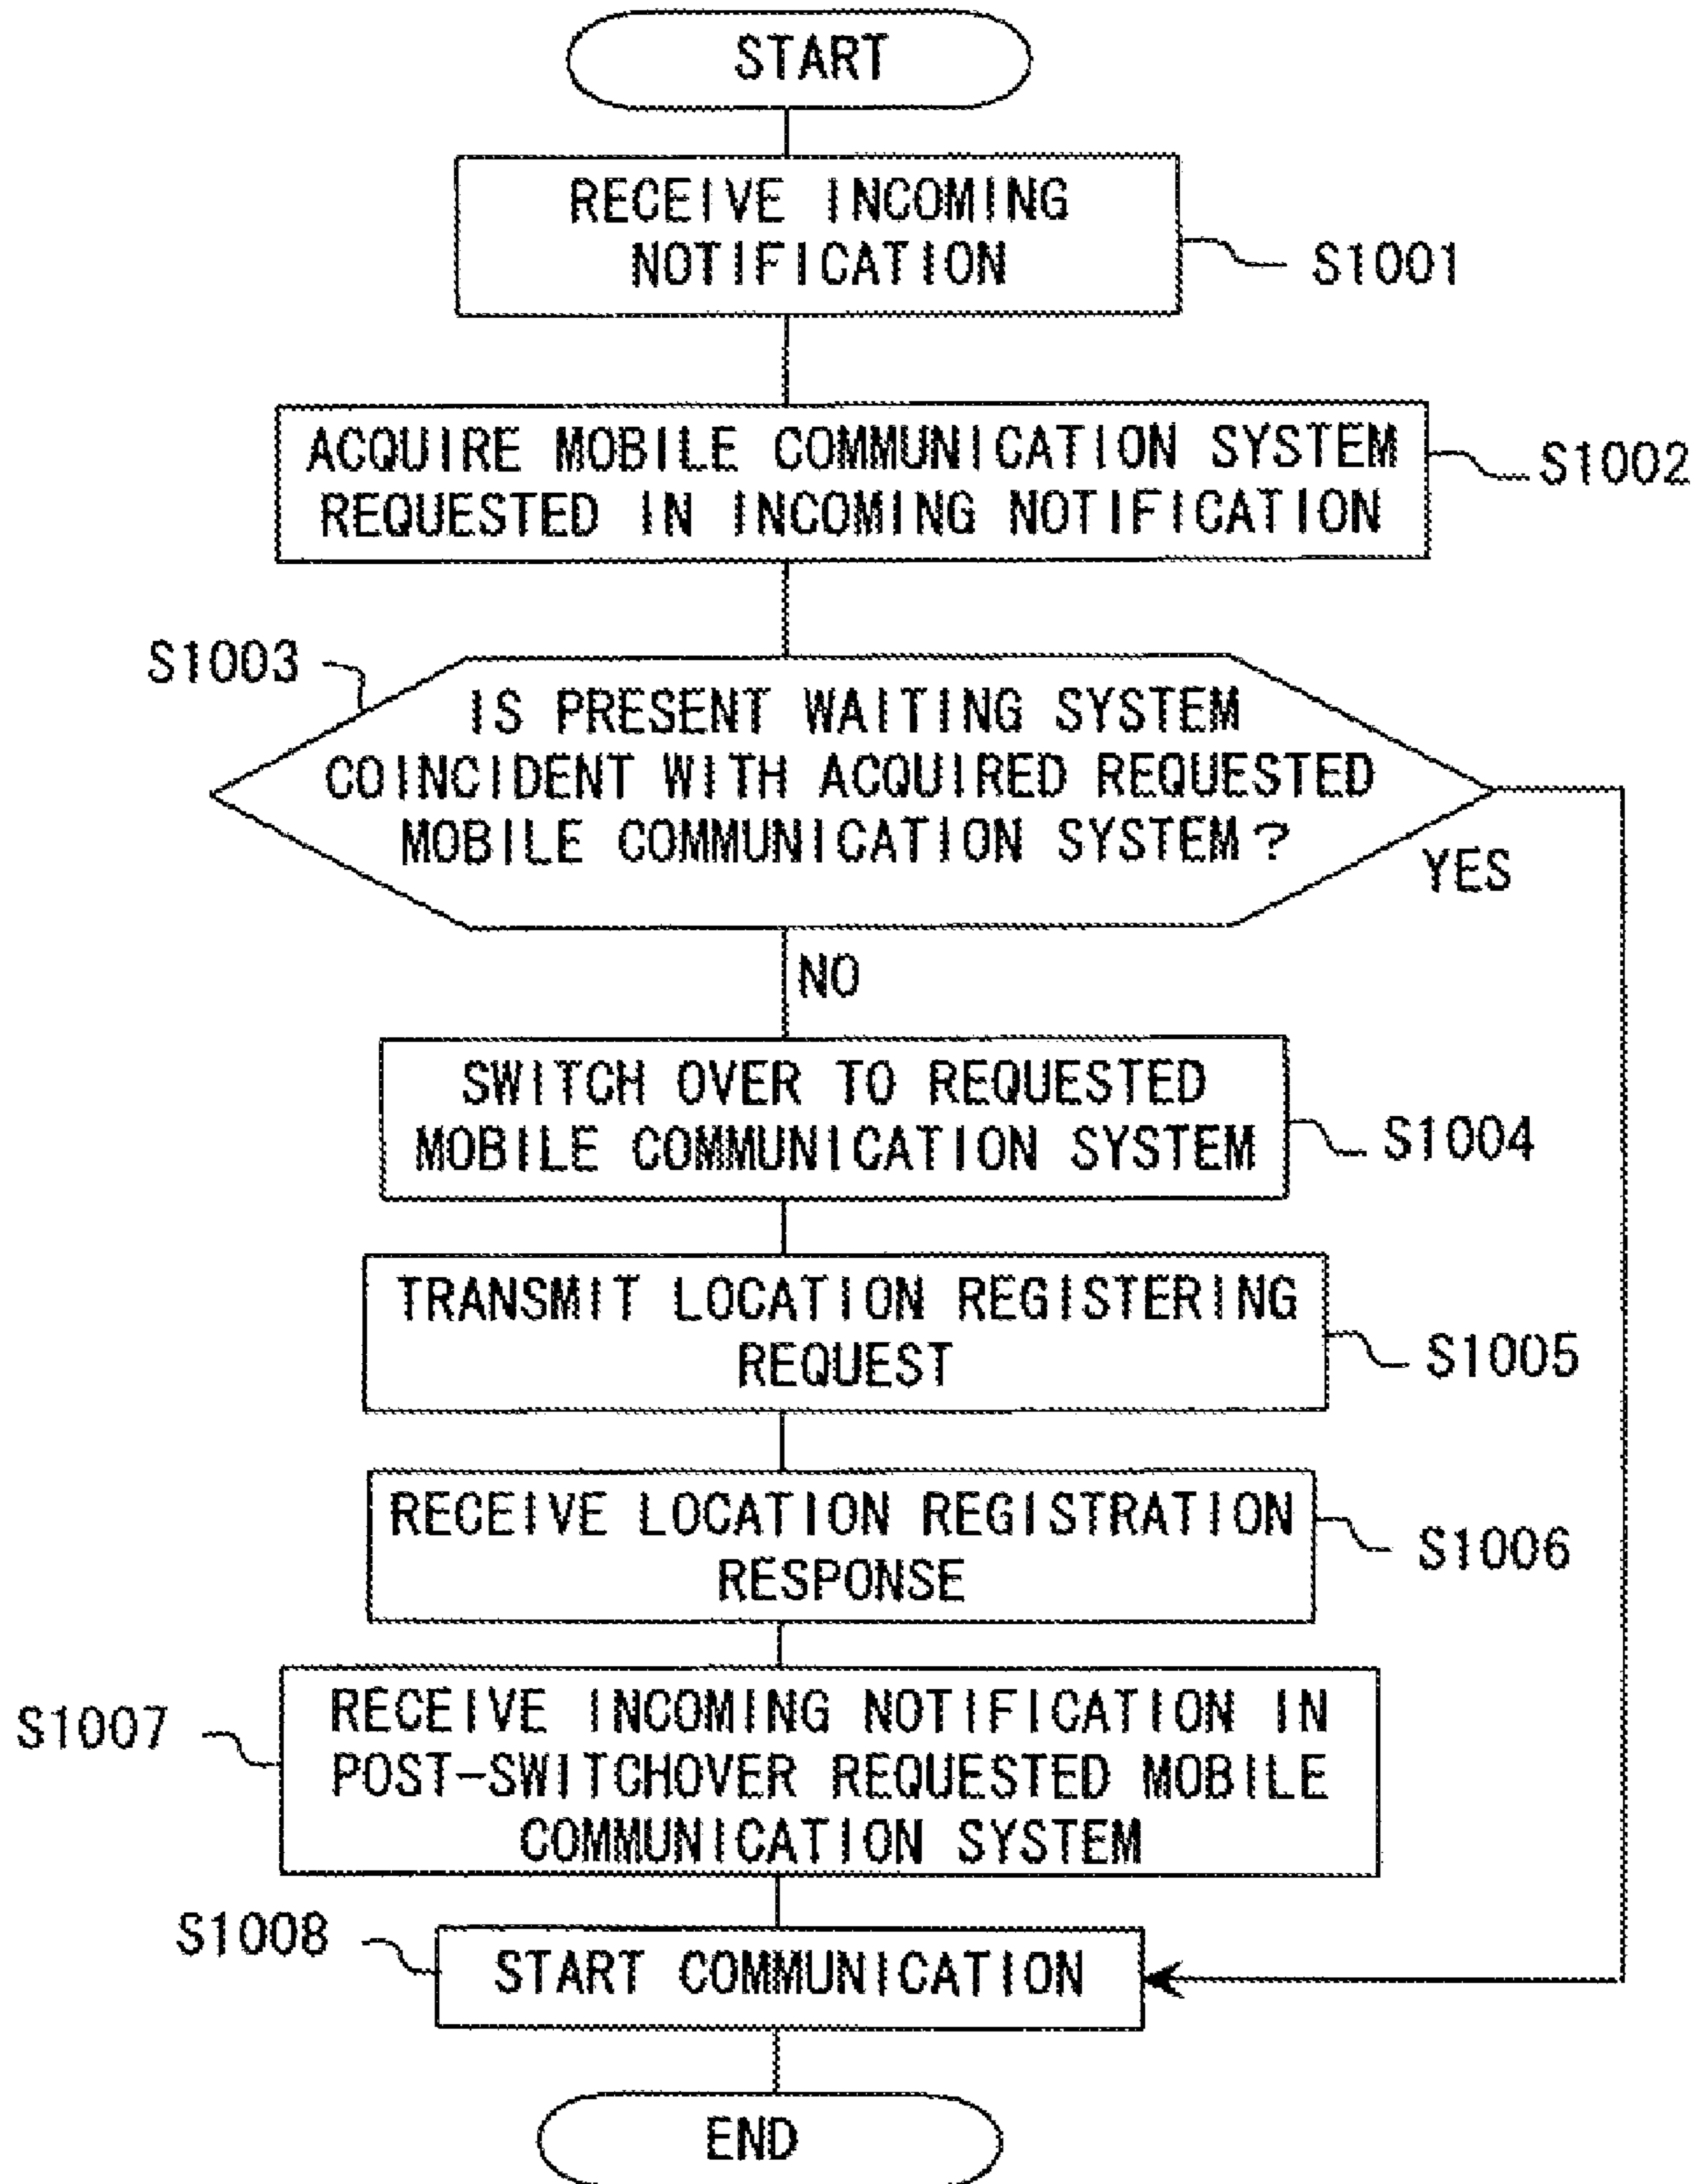 START
RECEIVE INCOMING
NOTIFICATION
S1001
ACQUIRE MOBILE COMMUNICATION SYSTEM
REQUESTED IN INCOMING NOTIFICATION
S1002
S1003
IS PRESENT WAITING SYSTEM
COINCIDENT WITH ACQUIRED REQUESTED
MOBILE COMMUNICATION SYSTEM?
YES
NO
SWITCH OVER TO REQUESTED
MOBILE COMMUNICATION SYSTEM
S1004
TRANSMIT LOCATION REGISTERING
REQUEST
S1005
RECEIVE LOCATION REGISTRATION
RESPONSE
S1006
S1007
RECEIVE INCOMING NOTIFICATION IN
POST-SWITCHOVER REQUESTED MOBILE
COMMUNICATION SYSTEM
S1008
START COMMUNICATION
END